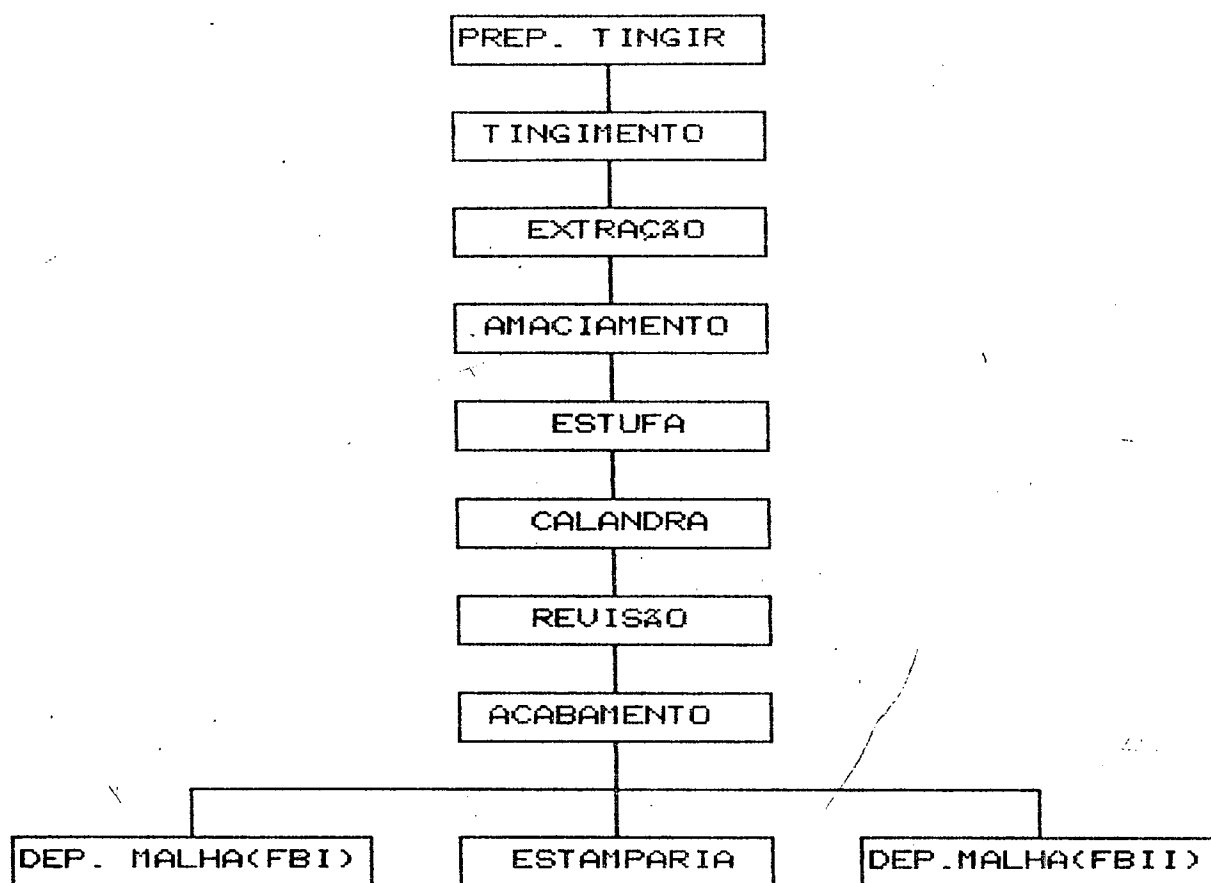 PREP. TINGIR
TINGIMENTO
EXTRAÇÃO
AMACIAMENTO
ESTUFA
CALANDRA
REVISÃO
ACABAMENTO
DEP. MALHA(FBI)
ESTAMPARIA
DEP.MALHA(FBII)